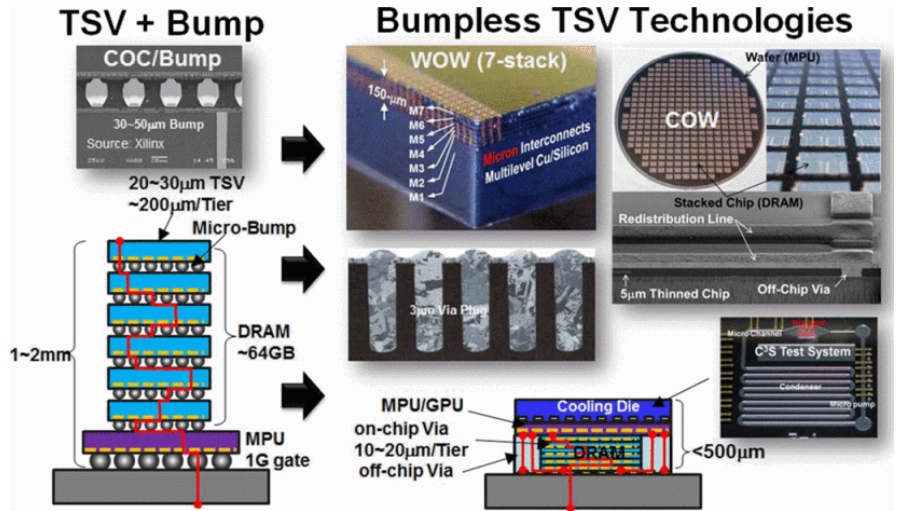 TSV + Bump
Bumpless TSV Technologies
COC/Bump
30~50μm Bump
Source: Xilinx
20~30μm TSV
~200μm/Tier
Micro-Bump
1~2mm
DRAM
~64GB
MPU
1G gate
WOW (7-stack)
150-μm
M7
M6
M5
M4
M3
M2
M1
Micron Interconnects
Multilevel Cu/Silicon
Wafer (MPU)
COW
Stacked Chip (DRAM)
Redistribution Line
5μm Thinned Chip
Off-Chip Via
3μm Via Plug
Micro Channel
C³S Test System
Condenser
Micro pump
MPU/GPU
on-chip Via
10~20μm/Tier
off-chip Via
Cooling Die
DRAM
<500μm